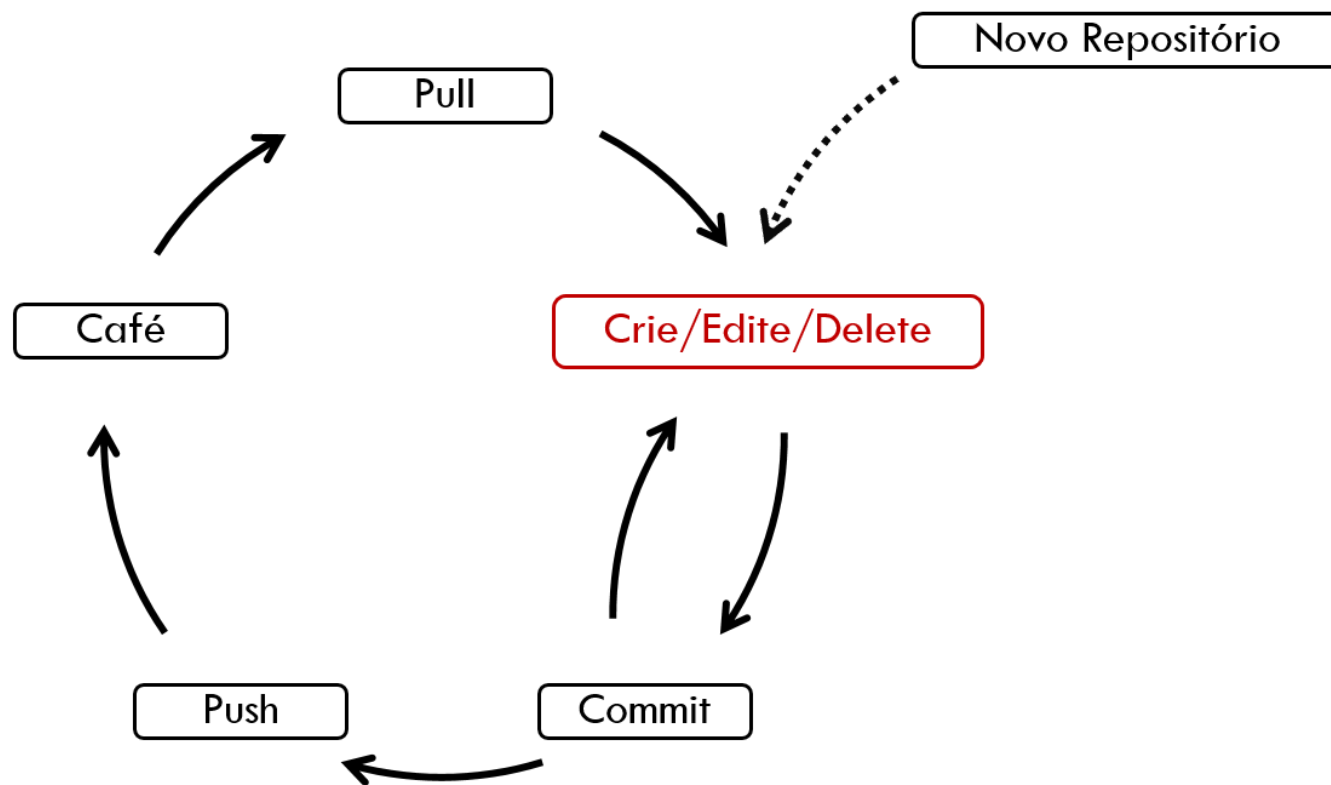 Novo Repositório
Pull
Café
Crie/Edite/Delete
Push
Commit